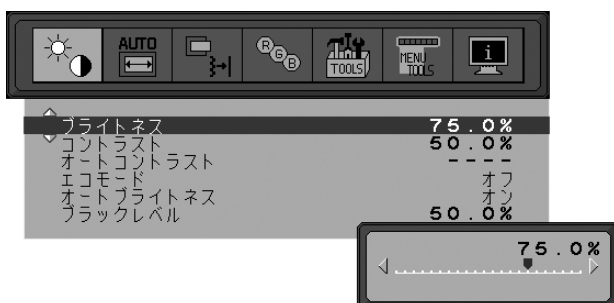 AUTO
R G B
TOOLS
MENU TOOLS
i
ブライトネス 75.0%
コントラスト 50.0%
オートコントラスト ----
エコモード オフ
オートブライトネス オン
ブラックレベル 50.0%
75.0%